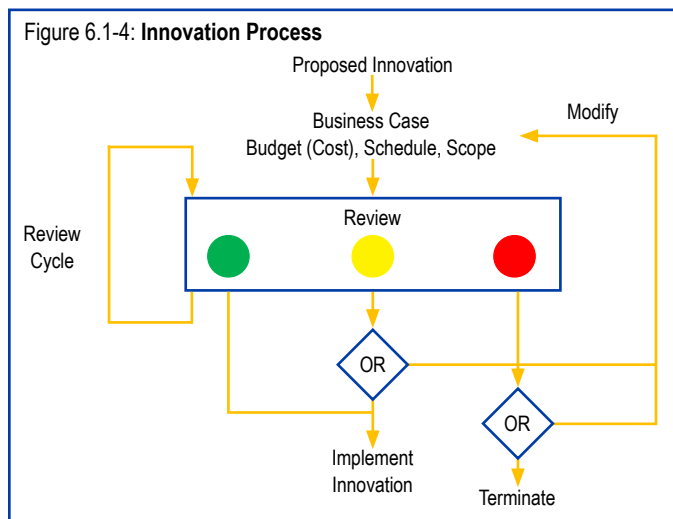 Figure 6.1-4: Innovation Process
Proposed Innovation
Business Case
Budget (Cost), Schedule, Scope
Modify
Review
Review
Cycle
OR
OR
Implement
Innovation
Terminate